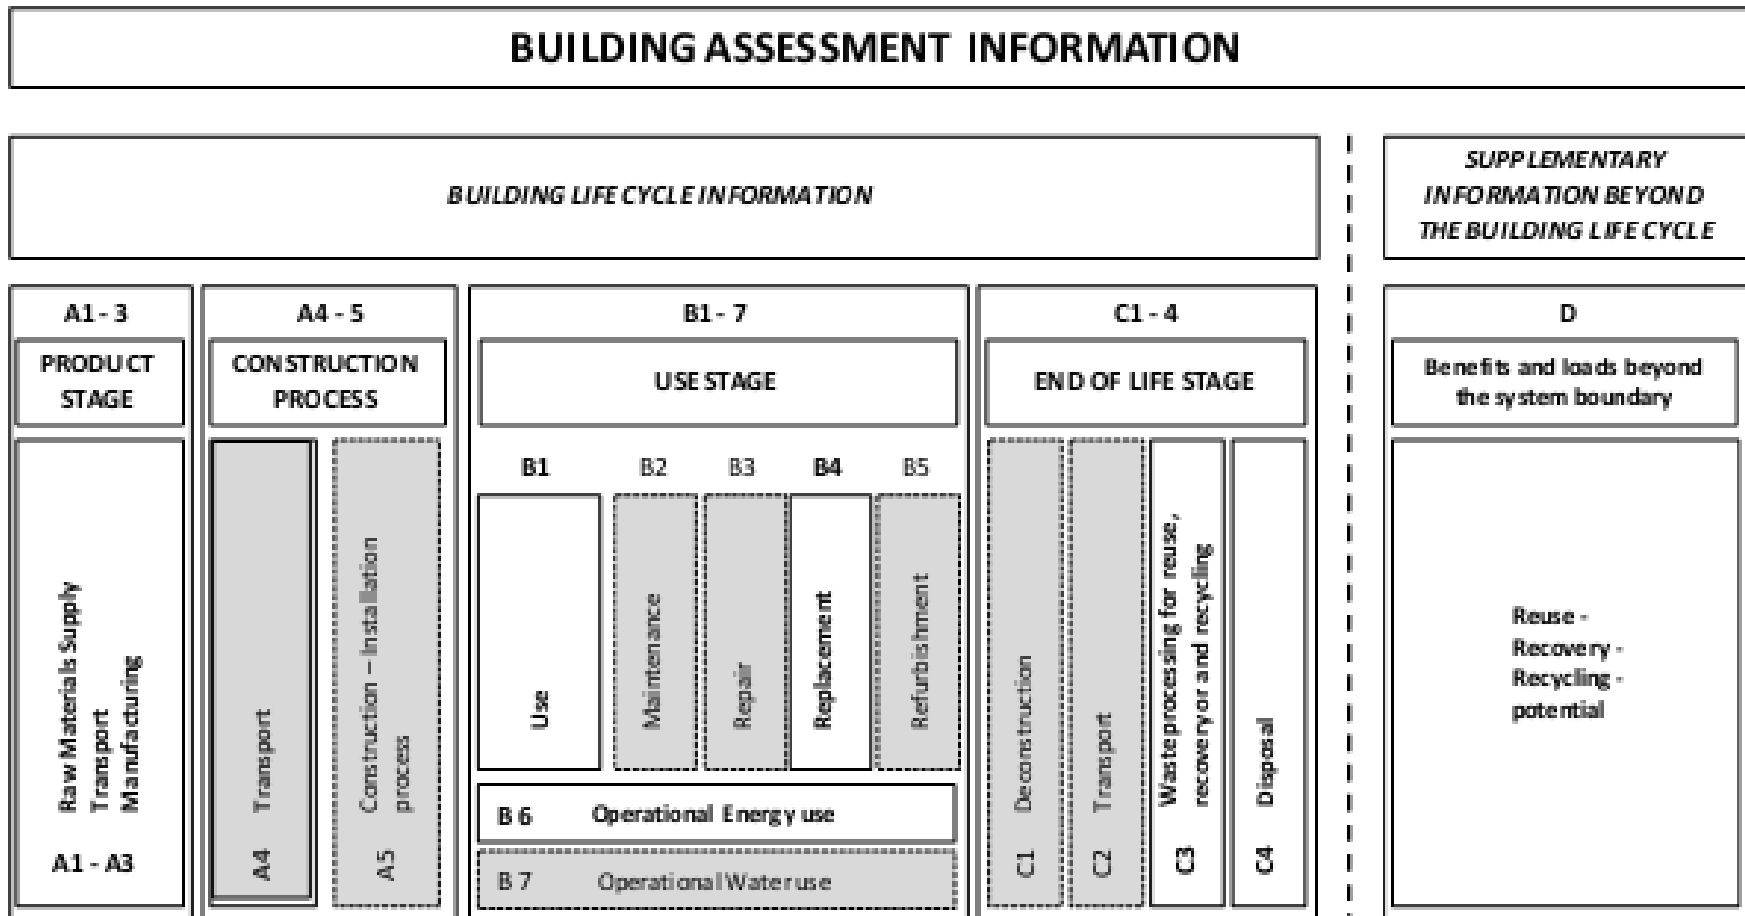 BUILDING ASSESSMENT INFORMATION
BUILDING LIFE CYCLE INFORMATION
SUPPLEMENTARY
INFORMATION BEYOND
THE BUILDING LIFE CYCLE
A1 - 3
PRODUCT
STAGE
Raw Materials Supply
Transport
Manufacturing
A1 - A3
A4 - 5
CONSTRUCTION
PROCESS
A4 Transport
A5 Construction – Installation
process
B1 - 7
USE STAGE
B1
Use
B2
Maintenance
B3
Repair
B4
Replacement
B5
Refurbishment
B 6 Operational Energy use
B 7 Operational Water use
C1 - 4
END OF LIFE STAGE
C1 Deconstruction
C2 Transport
C3 Wasteprocessing for reuse,
recovery or and recycling
C4 Disposal
D
Benefits and loads beyond
the system boundary
Reuse -
Recovery -
Recycling -
potential